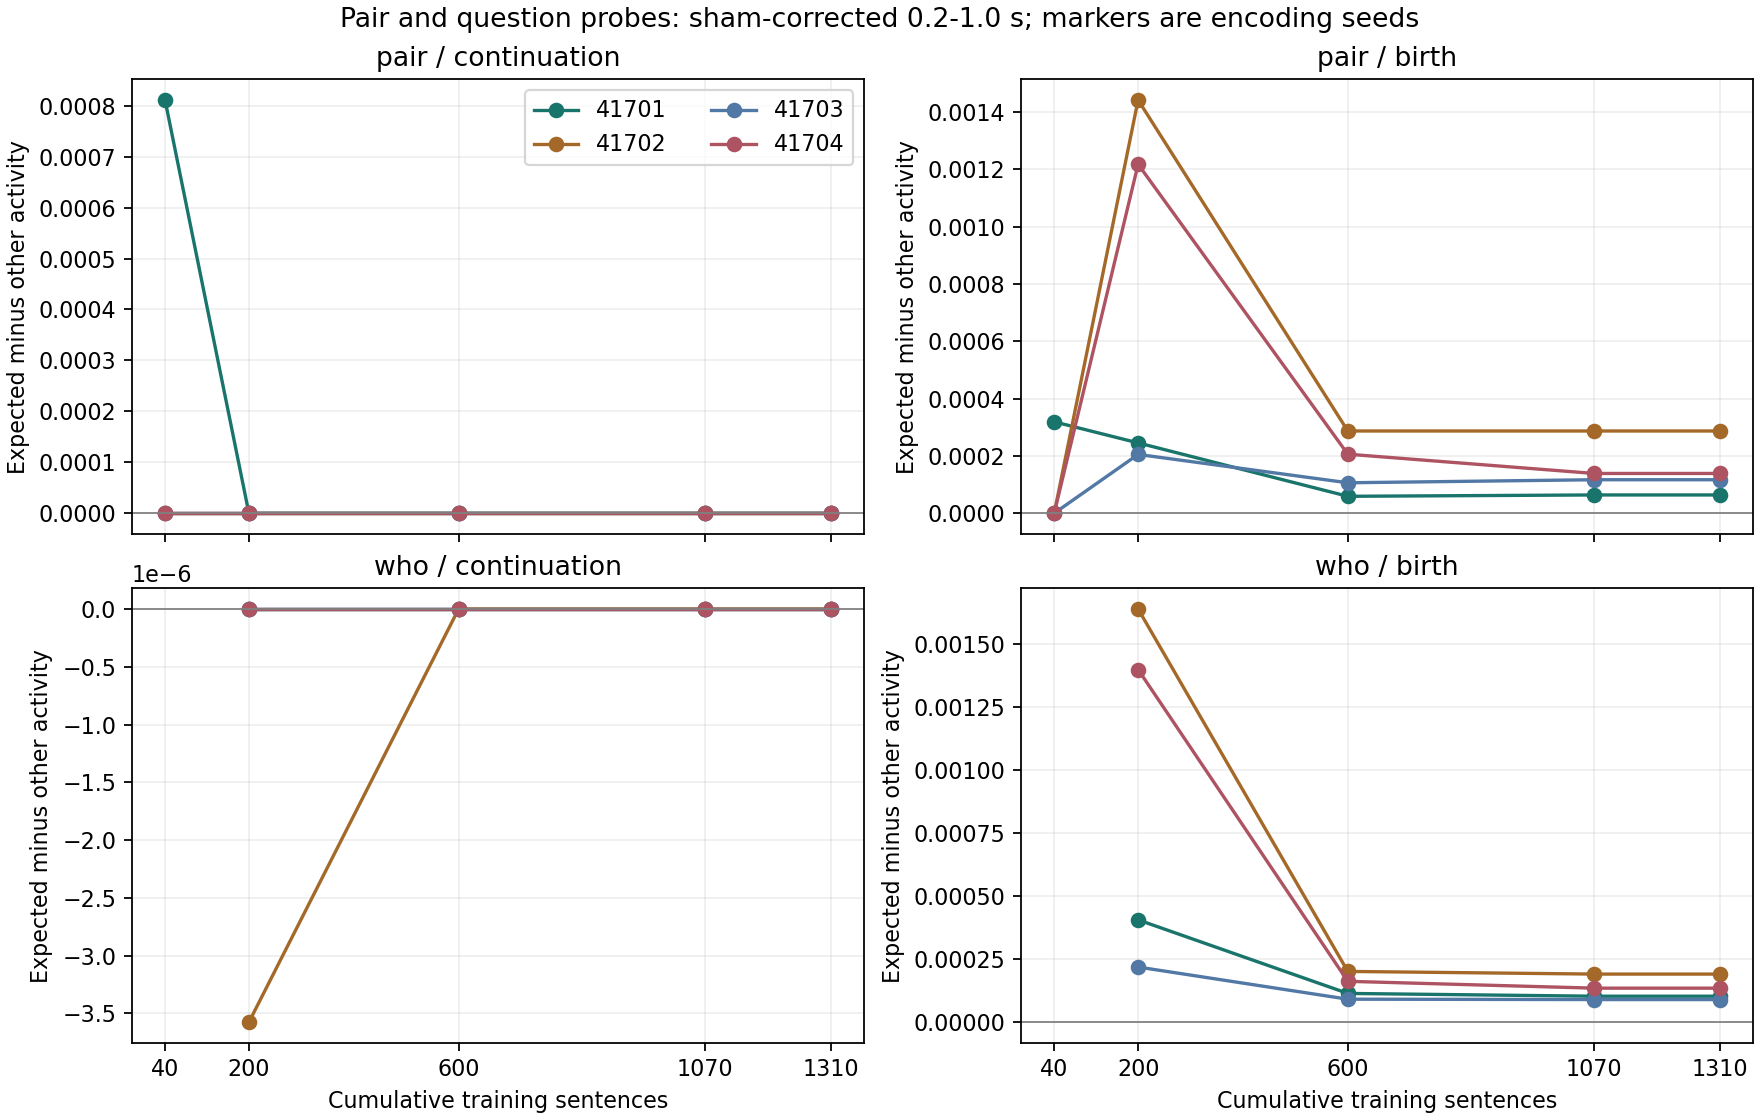 Pair and question probes: sham-corrected 0.2-1.0 s; markers are encoding seeds
pair / continuation
Expected minus other activity
0.0008
0.0007
0.0006
0.0005
0.0004
0.0003
0.0002
0.0001
0.0000
41701
41702
41703
41704
pair / birth
Expected minus other activity
0.0014
0.0012
0.0010
0.0008
0.0006
0.0004
0.0002
0.0000
who / continuation
1e−6
Expected minus other activity
0.0
−0.5
−1.0
−1.5
−2.0
−2.5
−3.0
−3.5
40 200 600 1070 1310
Cumulative training sentences
who / birth
Expected minus other activity
0.00150
0.00125
0.00100
0.00075
0.00050
0.00025
0.00000
40 200 600 1070 1310
Cumulative training sentences